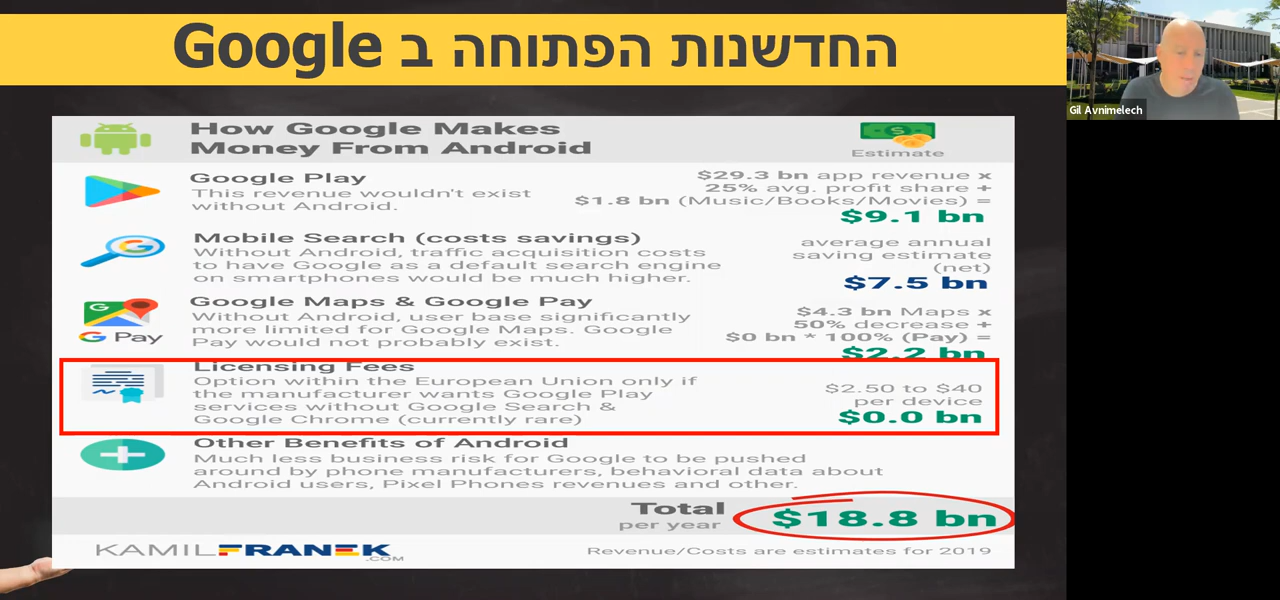 החדשנות הפתוחה ב Google
Gil Avnimelech
How Google Makes
Money From Android
Estimate
Google Play
This revenue wouldn't exist
without Android.
$29.3 bn app revenue x
25% avg. profit share +
$1.8 bn (Music/Books/Movies) =
$9.1 bn
Mobile Search (costs savings)
Without Android, traffic acquisition costs
to have Google as a default search engine
on smartphones would be much higher.
average annual
saving estimate
(net)
$7.5 bn
Google Maps & Google Pay
Without Android, user base significantly
more limited for Google Maps. Google
Pay would not probably exist.
G Pay
$4.3 bn Maps x
50% decrease +
$0 bn * 100% (Pay) =
$2.2 bn
Licensing Fees
Option within the European Union only if
the manufacturer wants Google Play
services without Google Search &
Google Chrome (currently rare)
$2.50 to $40
per device
$0.0 bn
Other Benefits of Android
Much less business risk for Google to be pushed
around by phone manufacturers, behavioral data about
Android users, Pixel Phones revenues and other.
Total
per year
$18.8 bn
KAMILFRANEK
.COM
Revenue/Costs are estimates for 2019